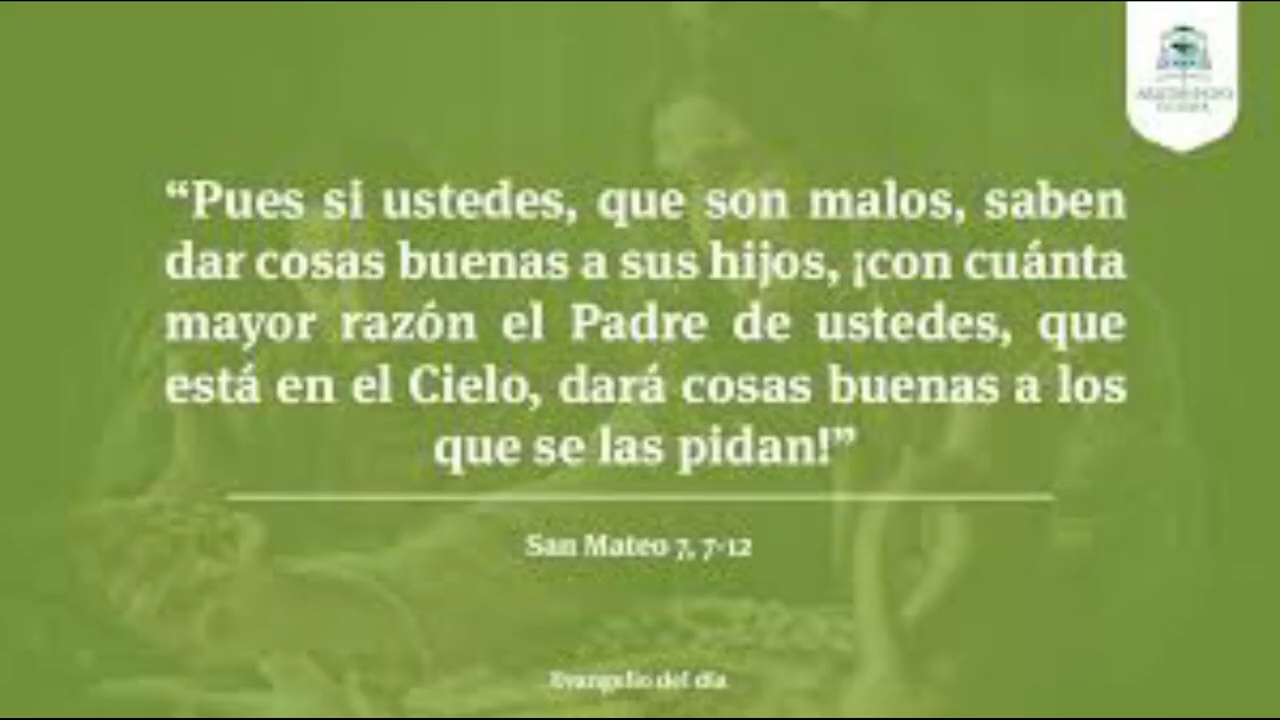 “Pues si ustedes, que son malos, saben
dar cosas buenas a sus hijos, ¡con cuánta
mayor razón el Padre de ustedes, que
está en el Cielo, dará cosas buenas a los
que se las pidan!”
San Mateo 7, 7-12
Evangelio del día